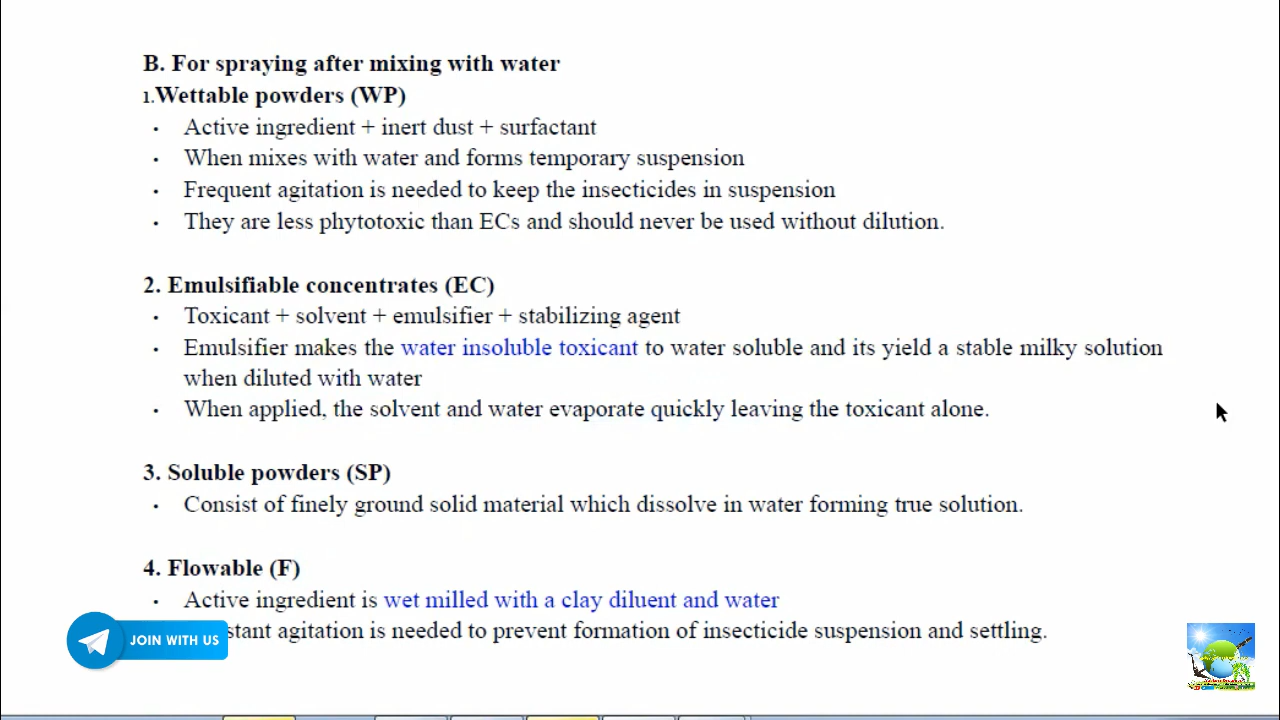 B. For spraying after mixing with water
1.Wettable powders (WP)
• Active ingredient + inert dust + surfactant
• When mixes with water and forms temporary suspension
• Frequent agitation is needed to keep the insecticides in suspension
• They are less phytotoxic than ECs and should never be used without dilution.
2. Emulsifiable concentrates (EC)
• Toxicant + solvent + emulsifier + stabilizing agent
• Emulsifier makes the water insoluble toxicant to water soluble and its yield a stable milky solution
when diluted with water
• When applied, the solvent and water evaporate quickly leaving the toxicant alone.
3. Soluble powders (SP)
• Consist of finely ground solid material which dissolve in water forming true solution.
4. Flowable (F)
• Active ingredient is wet milled with a clay diluent and water
stant agitation is needed to prevent formation of insecticide suspension and settling.
JOIN WITH US